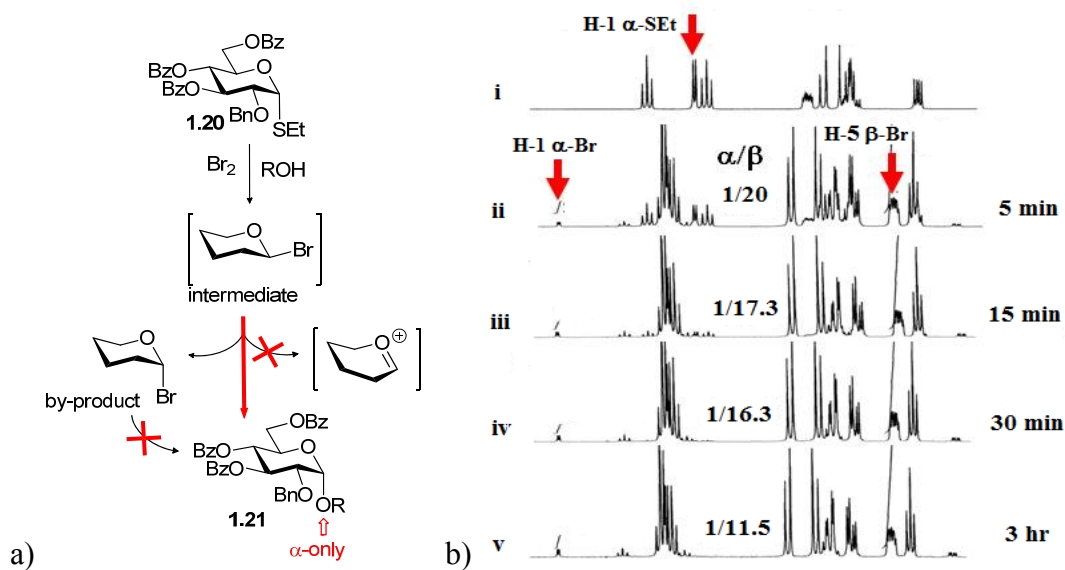 OBz
O
BzO
BzO
BnO
SEt
1.20
Br2
ROH
O
Br
intermediate
O
Br
by-product
O
+
OBz
O
BzO
BzO
BnO
OR
1.21
α-only
a)
H-1 α-SEt
i
H-1 α-Br
α/β
H-5 β-Br
1/20
ii
5 min
1/17.3
iii
15 min
1/16.3
iv
30 min
1/11.5
v
3 hr
b)